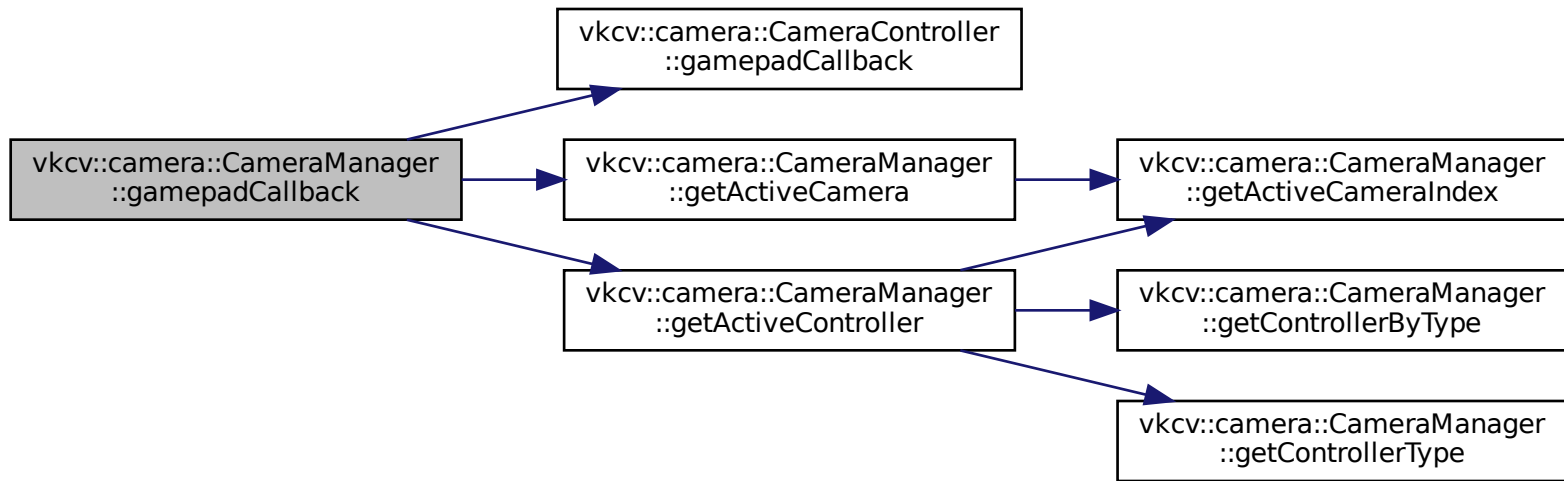 vkcv::camera::CameraController
::gamepadCallback
vkcv::camera::CameraManager
::gamepadCallback
vkcv::camera::CameraManager
::getActiveCamera
vkcv::camera::CameraManager
::getActiveCameraIndex
vkcv::camera::CameraManager
::getActiveController
vkcv::camera::CameraManager
::getControllerByType
vkcv::camera::CameraManager
::getControllerType